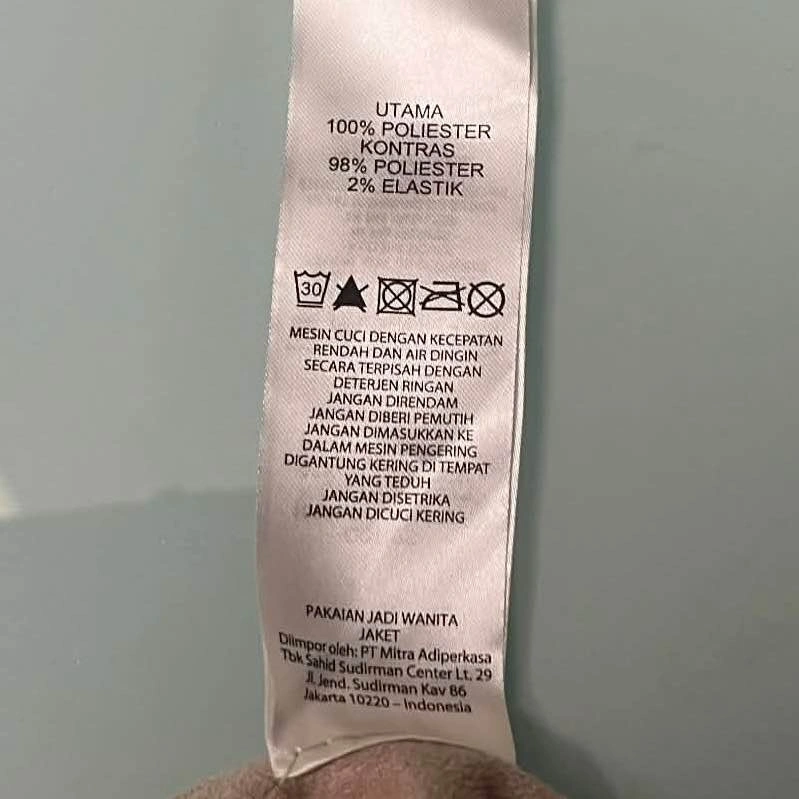 UTAMA
100% POLIESTER
KONTRAS
98% POLIESTER
2% ELASTIK
30
MESIN CUCI DENGAN KECEPATAN
RENDAH DAN AIR DINGIN
SECARA TERPISAH DENGAN
DETERJEN RINGAN
JANGAN DIRENDAM
JANGAN DIBERI PEMUTIH
JANGAN DIMASUKKAN KE
DALAM MESIN PENGERING
DIGANTUNG KERING DI TEMPAT
YANG TEDUH
JANGAN DISETRIKA
JANGAN DICUCI KERING
PAKAIAN JADI WANITA
JAKET
Diimpor oleh: PT Mitra Adiperkasa
Tbk Sahid Sudirman Center Lt. 29
Jl. Jend. Sudirman Kav 86
Jakarta 10220 – Indonesia